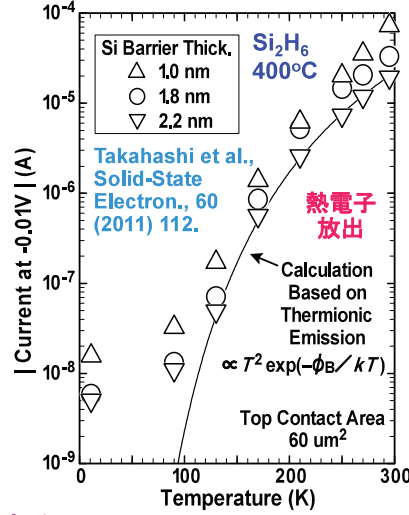 10-4
Si Barrier Thick.
△ 1.0 nm
○ 1.8 nm
▽ 2.2 nm
Si2H6
400oC
10-5
Takahashi et al.,
Solid-State
Electron., 60
(2011) 112.
10-6
熱電子
放出
10-7
Calculation
Based on
Thermionic
Emission
∝ T2 exp(−ϕB/kT)
10-8
Top Contact Area
60 um2
10-9
| Current at -0.01V | (A)
0 100 200 300
Temperature (K)